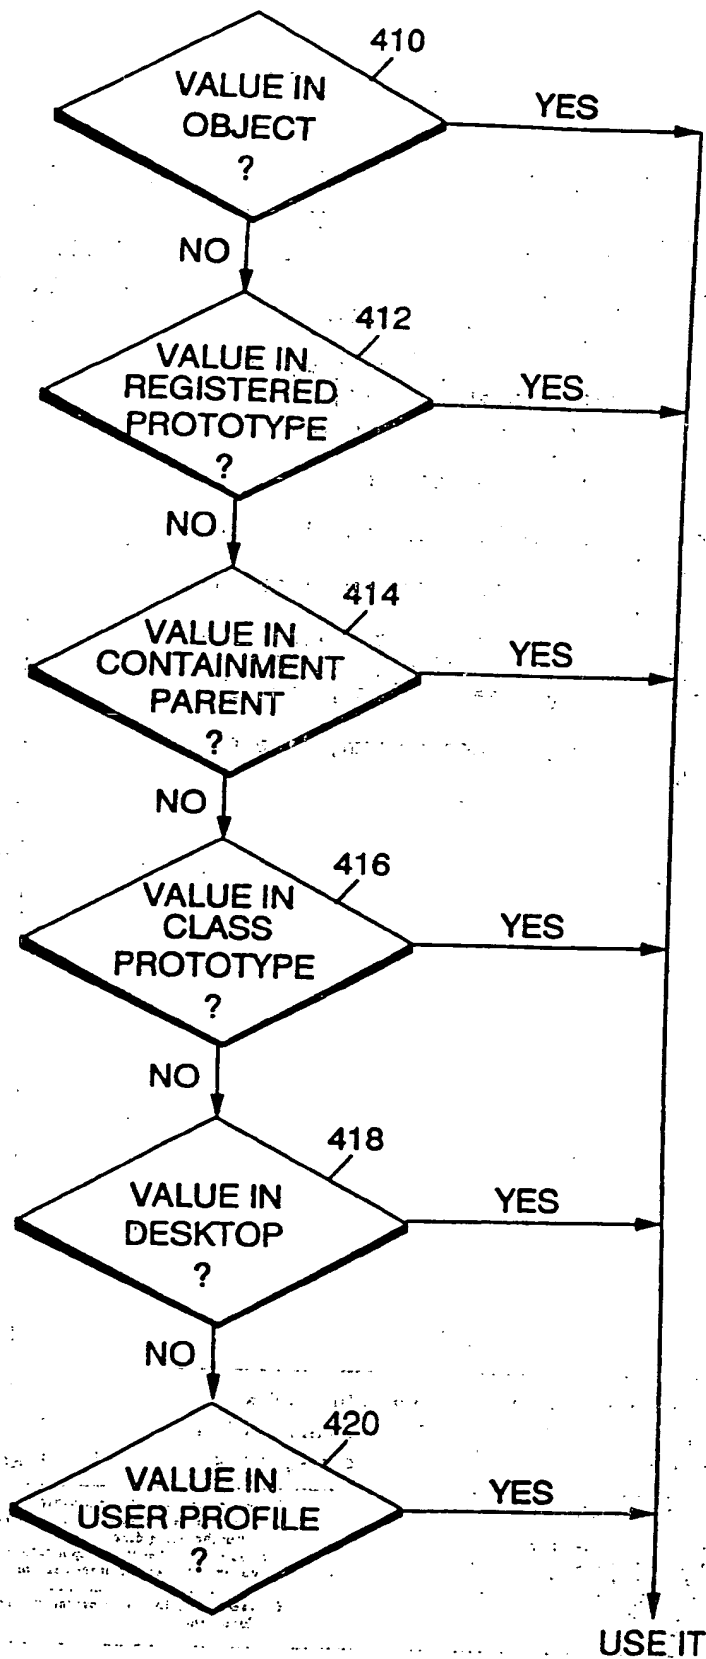 410
VALUE IN
OBJECT
?
YES
NO
412
VALUE IN
REGISTERED
PROTOTYPE
?
YES
NO
414
VALUE IN
CONTAINMENT
PARENT
?
YES
NO
416
VALUE IN
CLASS
PROTOTYPE
?
YES
NO
418
VALUE IN
DESKTOP
?
YES
NO
420
VALUE IN
USER PROFILE
?
YES
USE IT